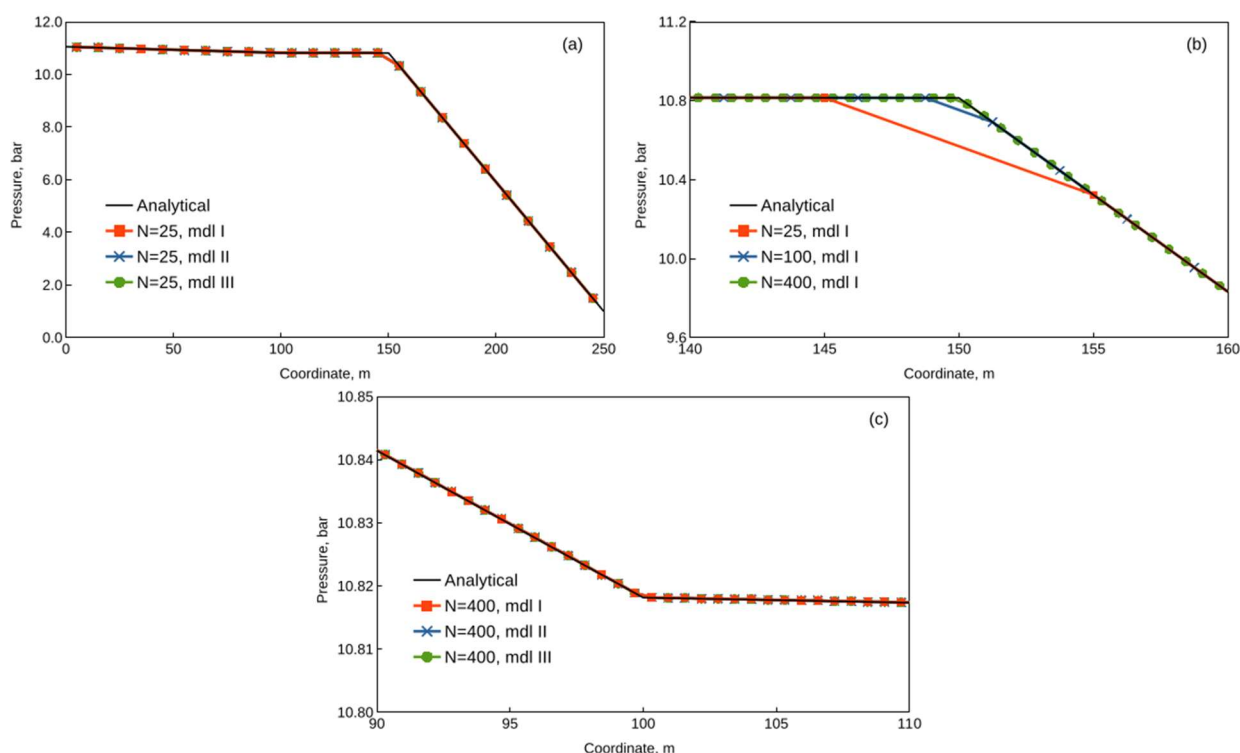 12.0
10.0
8.0
6.0
4.0
2.0
0.0
Pressure, bar
(a)
Analytical
N=25, mdl I
N=25, mdl II
N=25, mdl III
0 50 100 150 200 250
Coordinate, m
11.2
10.8
10.4
10.0
9.6
Pressure, bar
(b)
Analytical
N=25, mdl I
N=100, mdl I
N=400, mdl I
140 145 150 155 160
Coordinate, m
10.85
10.84
10.83
10.82
10.81
10.80
Pressure, bar
(c)
Analytical
N=400, mdl I
N=400, mdl II
N=400, mdl III
90 95 100 105 110
Coordinate, m